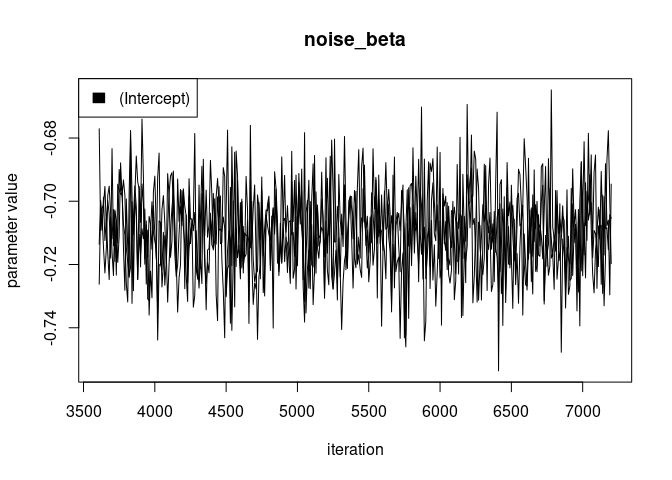 noise_beta
(Intercept)
-0.68
-0.70
-0.72
-0.74
parameter value
3500 4000 4500 5000 5500 6000 6500 7000
iteration